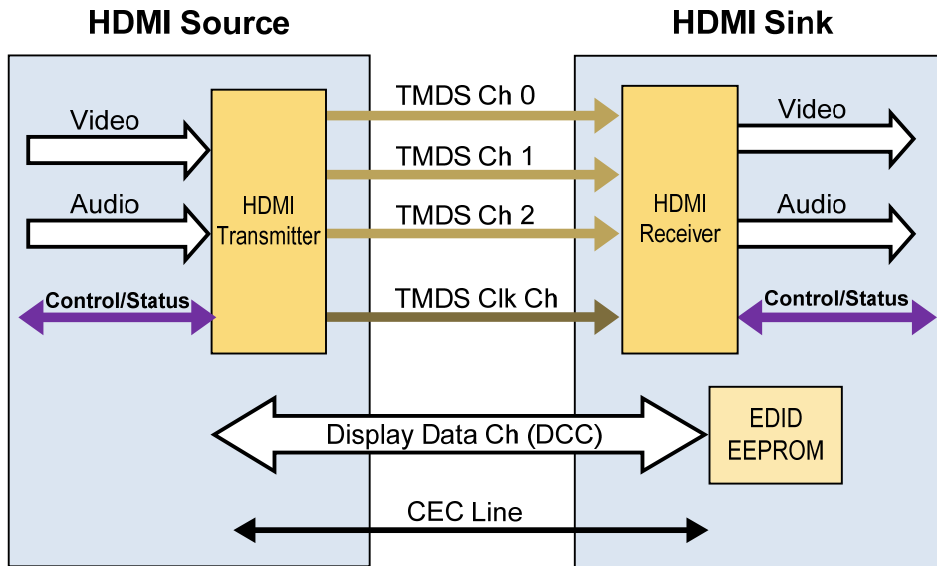 HDMI Source
HDMI Sink
Video
Audio
Control/Status
HDMI
Transmitter
TMDS Ch 0
TMDS Ch 1
TMDS Ch 2
TMDS Clk Ch
HDMI
Receiver
Video
Audio
Control/Status
Display Data Ch (DCC)
EDID
EEPROM
CEC Line